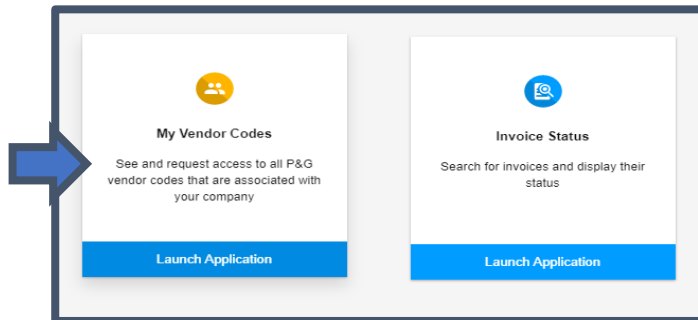 My Vendor Codes
See and request access to all P&G
vendor codes that are associated with
your company
Launch Application
Invoice Status
Search for invoices and display their
status
Launch Application